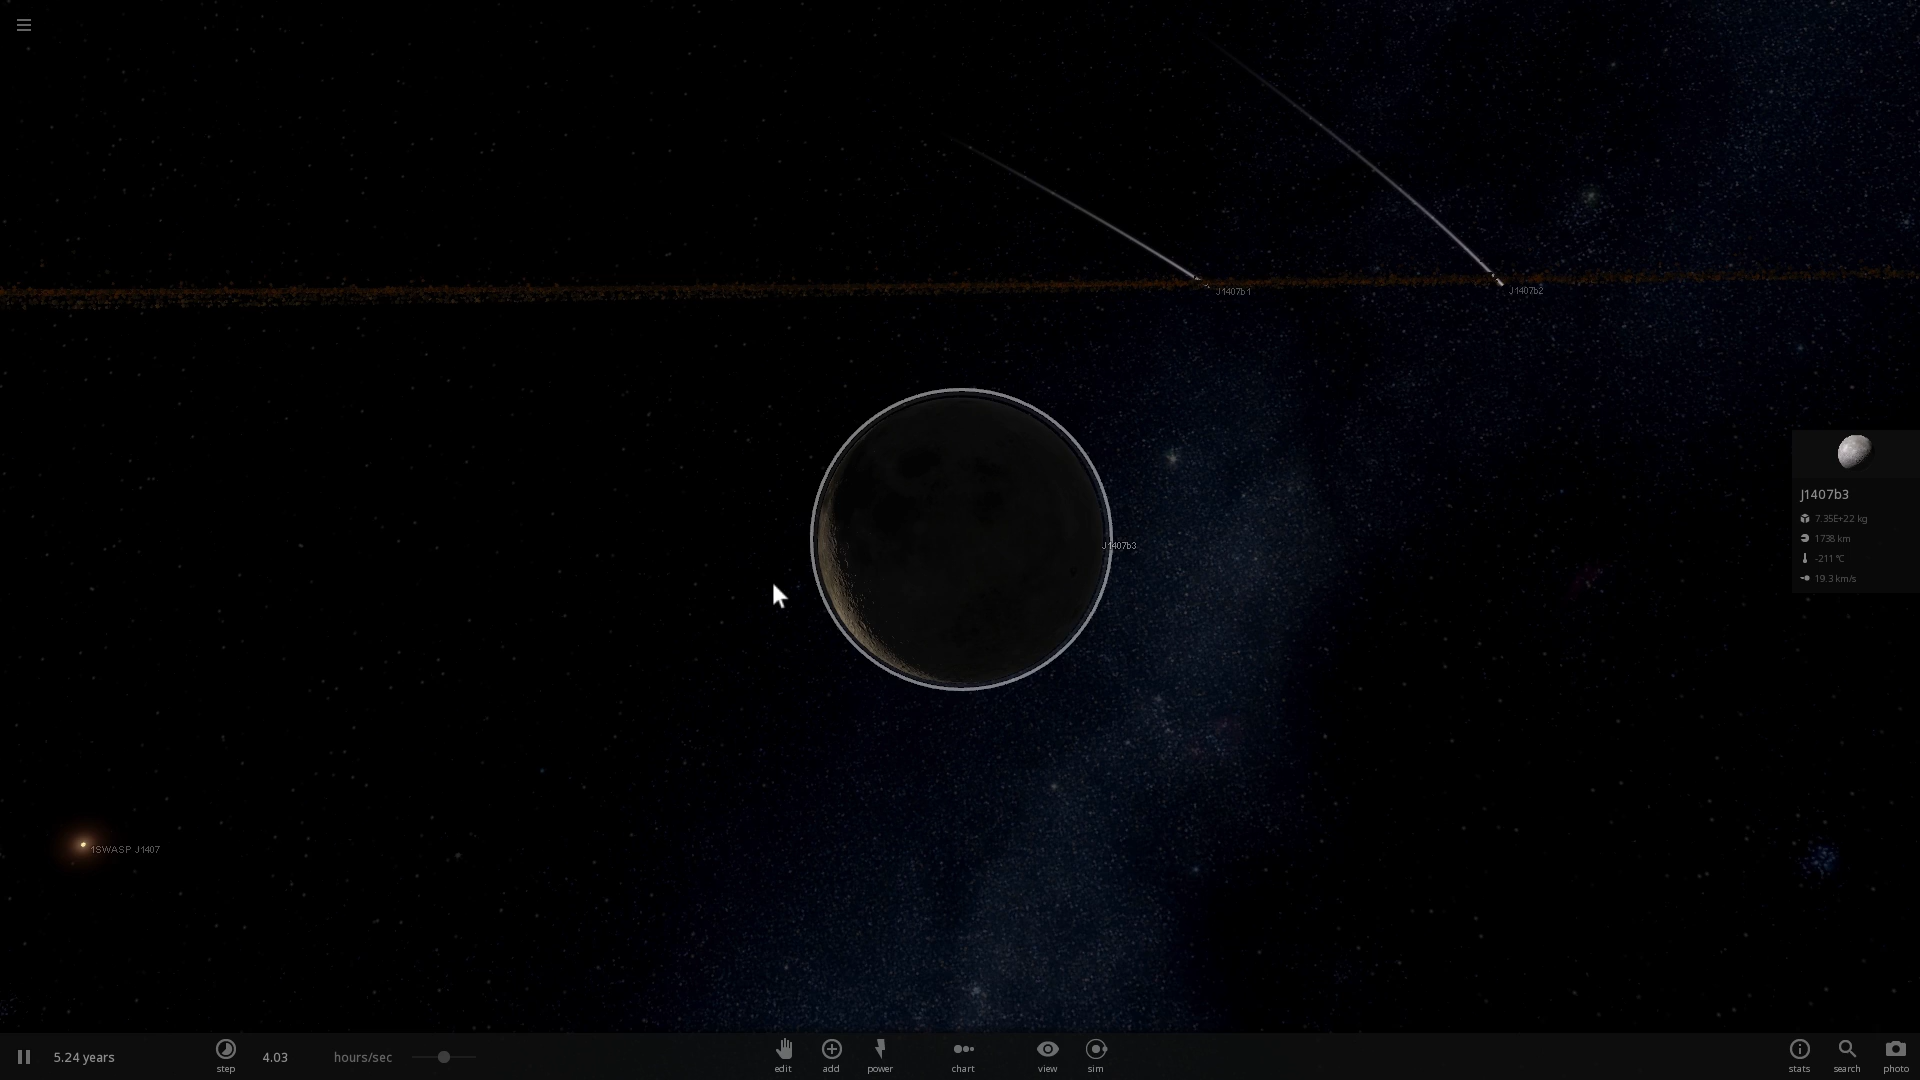 J1407b1
J1407b2
J1407b3
J1407b3
7.35E+22 kg
1738 km
-211 °C
19.3 km/s
1SWASP J1407
5.24 years
step
4.03
hours/sec
edit
add
power
chart
view
sim
stats
search
photo